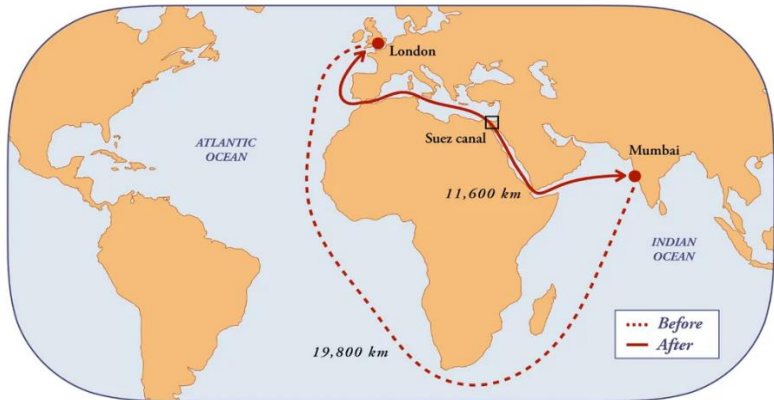 London
ATLANTIC
OCEAN
Suez canal
Mumbai
11,600 km
INDIAN
OCEAN
19,800 km
Before
After